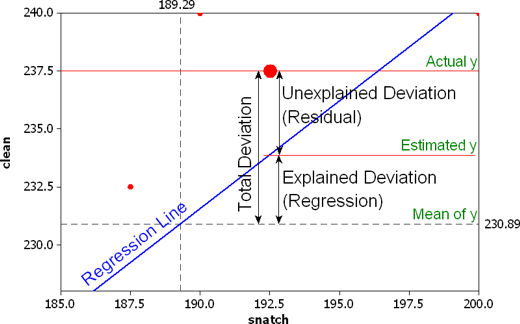 189.29
240.0
237.5
235.0
232.5
230.0
clean
Actual y
Unexplained Deviation
(Residual)
Total Deviation
Estimated y
Explained Deviation
(Regression)
Mean of y
230.89
Regression Line
185.0 187.5 190.0 192.5 195.0 197.5 200.0
snatch